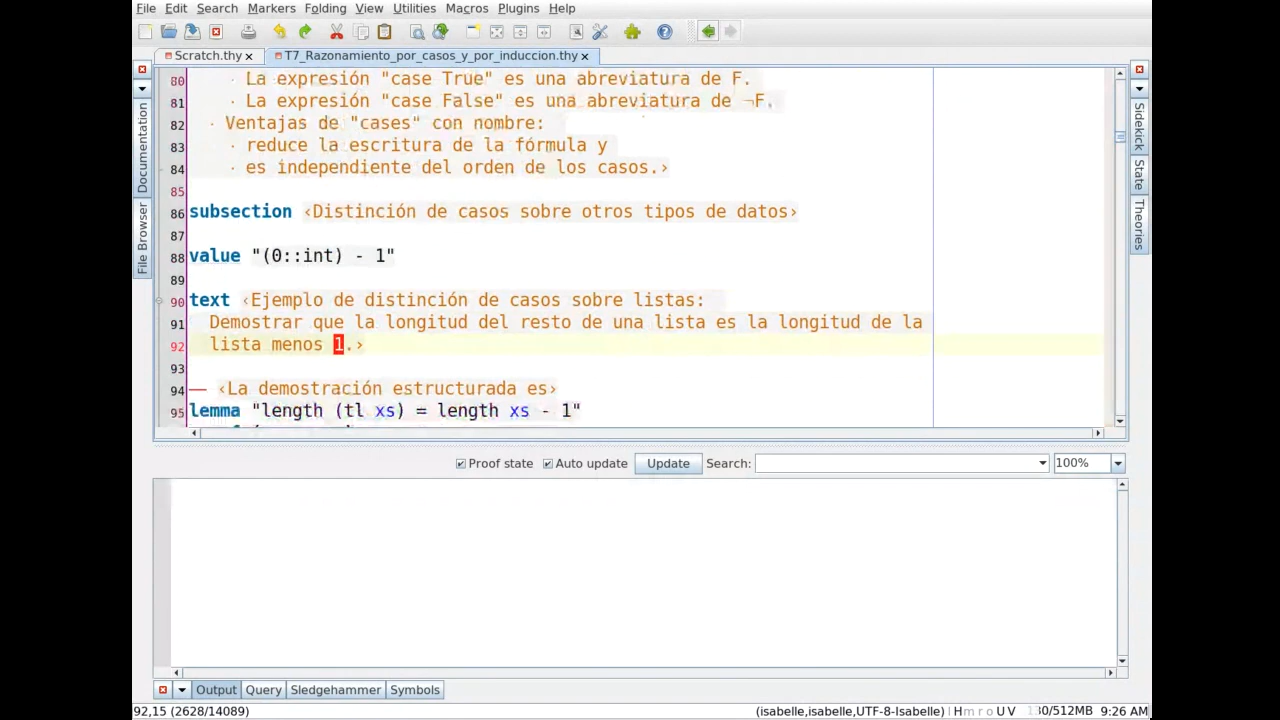 File Edit Search Markers Folding View Utilities Macros Plugins Help
Scratch.thy T7_Razonamiento_por_casos_y_por_induccion.thy
80 · La expresión "case True" es una abreviatura de F.
81 · La expresión "case False" es una abreviatura de ¬F.
82 · Ventajas de "cases" con nombre:
83 · reduce la escritura de la fórmula y
84 · es independiente del orden de los casos.›
85
86 subsection ‹Distinción de casos sobre otros tipos de datos›
87
88 value "(0::int) - 1"
89
90 text ‹Ejemplo de distinción de casos sobre listas:
91 Demostrar que la longitud del resto de una lista es la longitud de la
92 lista menos 1.›
93
94 — ‹La demostración estructurada es›
95 lemma "length (tl xs) = length xs - 1"
Documentation
File Browser
Sidekick
State
Theories
Proof state Auto update Update Search: 100%
Output Query Sledgehammer Symbols
92,15 (2628/14089) (isabelle,isabelle,UTF-8-Isabelle) H m r o U V 130/512MB 9:26 AM